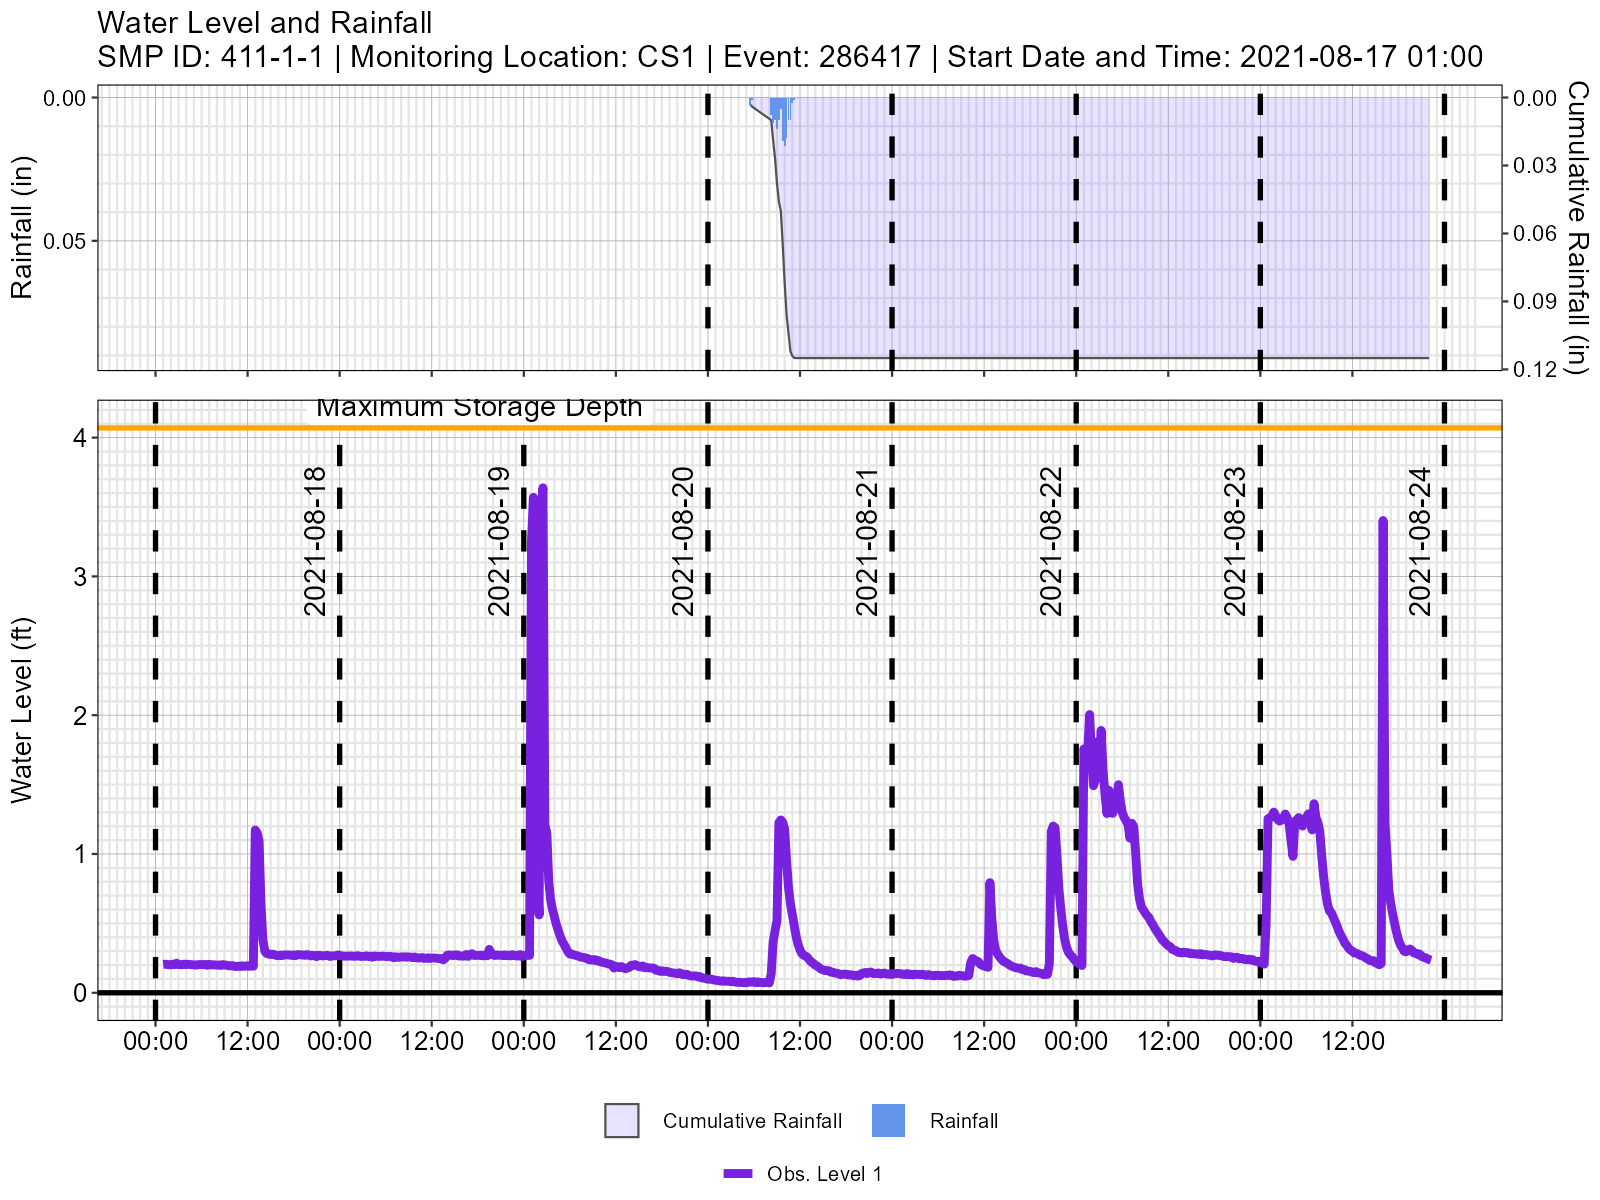 Water Level and Rainfall
SMP ID: 411-1-1 | Monitoring Location: CS1 | Event: 286417 | Start Date and Time: 2021-08-17 01:00
0.00
0.05
Rainfall (in)
0.00
0.03
0.06
0.09
0.12
Cumulative Rainfall (in)
Maximum Storage Depth
4
3
2
1
0
Water Level (ft)
2021-08-18
2021-08-19
2021-08-20
2021-08-21
2021-08-22
2021-08-23
2021-08-24
00:00 12:00 00:00 12:00 00:00 12:00 00:00 12:00 00:00 12:00 00:00 12:00 00:00 12:00
Cumulative Rainfall Rainfall
Obs. Level 1